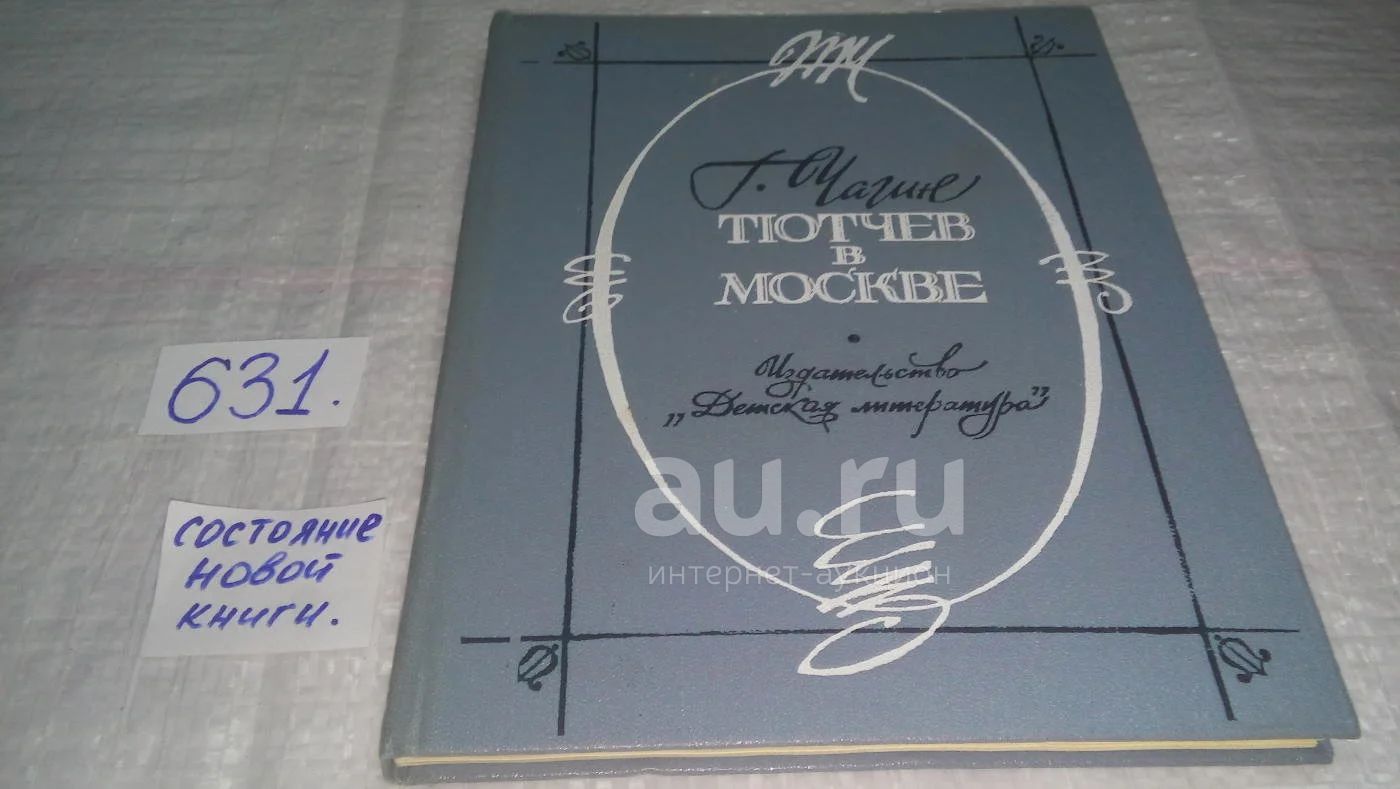 Г. Чагин
ТЮТЧЕВ
В
МОСКВЕ
Издательство
„Детская литература”
631.
состояние
новой
книги.
au.ru
интернет-аукцион